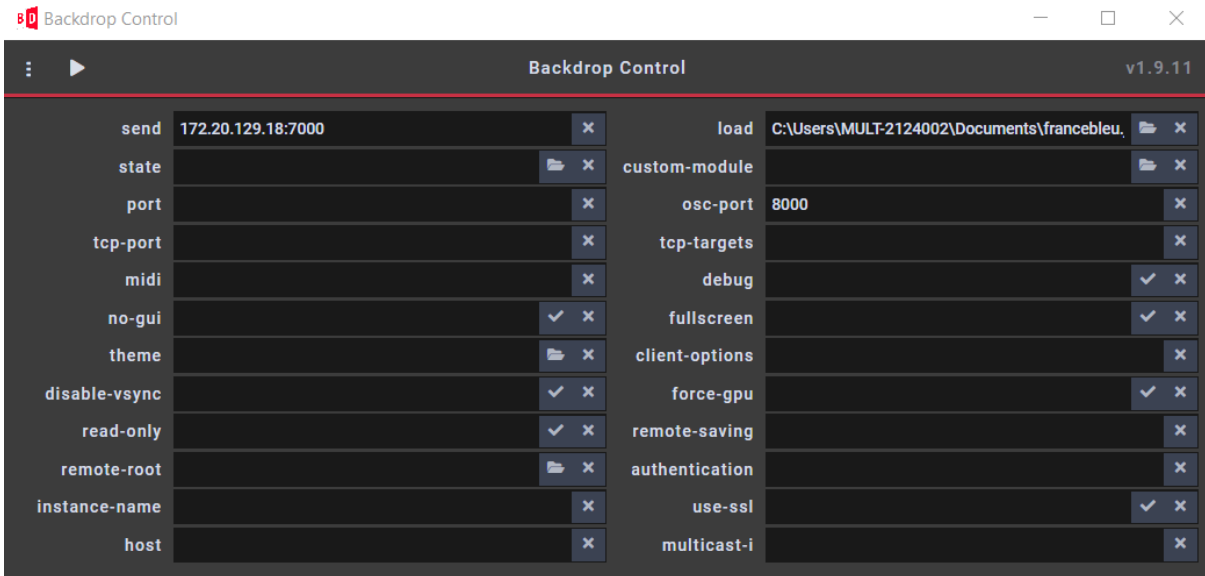 BD Backdrop Control
Backdrop Control v1.9.11
send 172.20.129.18:7000 load C:\Users\MULT-2124002\Documents\francebleu.
state custom-module
port osc-port 8000
tcp-port tcp-targets
midi debug
no-gui fullscreen
theme client-options
disable-vsync force-gpu
read-only remote-saving
remote-root authentication
instance-name use-ssl
host multicast-i